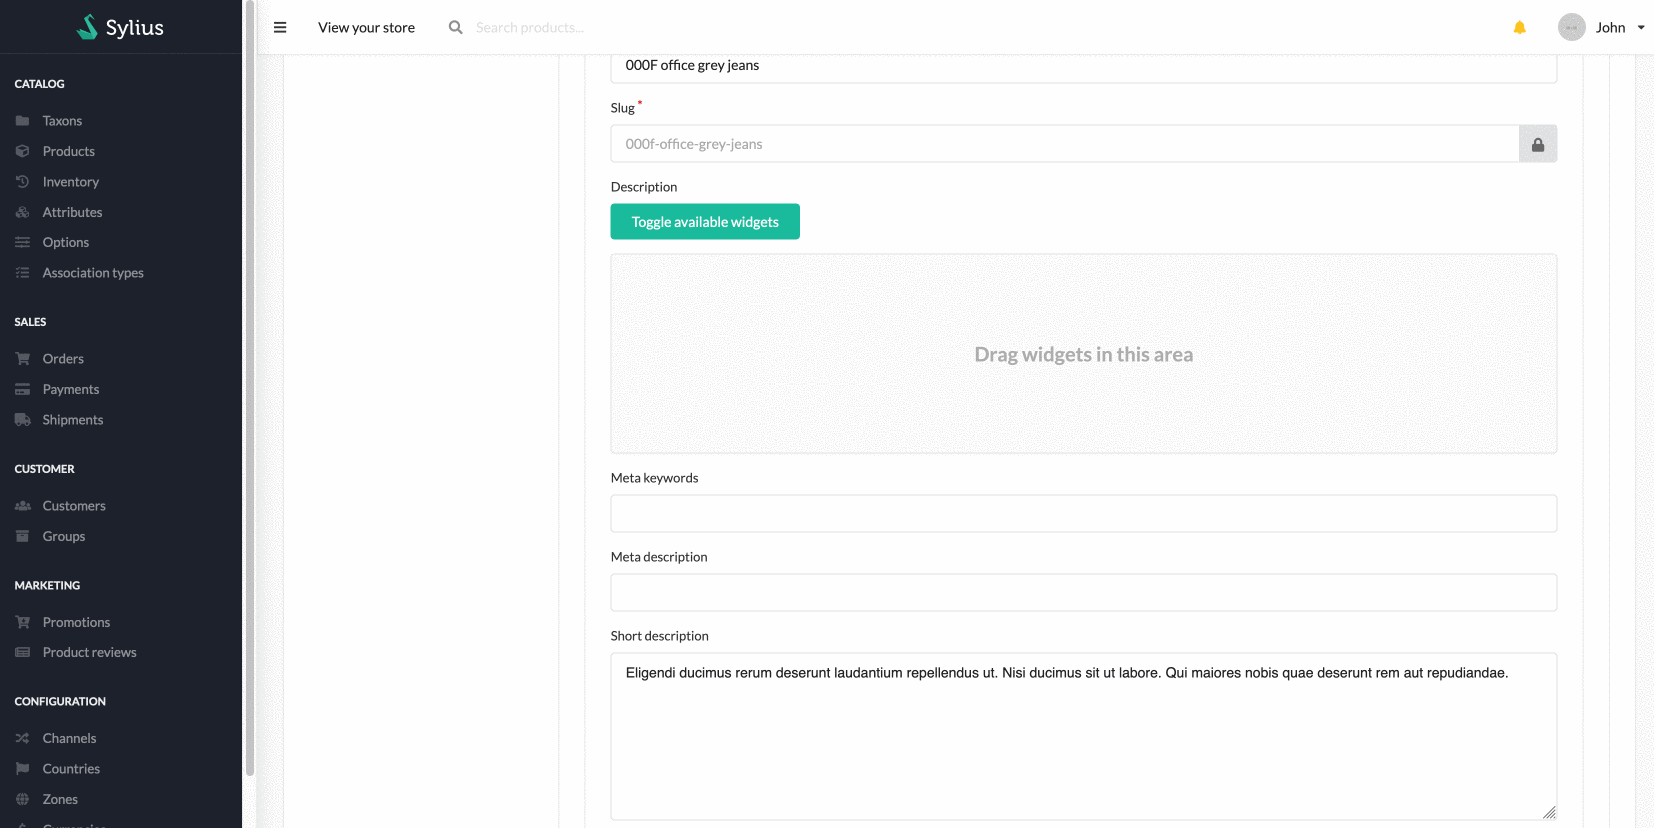 Sylius
View your store
Search products...
John
CATALOG
Taxons
Products
Inventory
Attributes
Options
Association types
SALES
Orders
Payments
Shipments
CUSTOMER
Customers
Groups
MARKETING
Promotions
Product reviews
CONFIGURATION
Channels
Countries
Zones
Currencies
000F office grey jeans
Slug *
000f-office-grey-jeans
Description
Toggle available widgets
Drag widgets in this area
Meta keywords
Meta description
Short description
Eligendi ducimus rerum deserunt laudantium repellendus ut. Nisi ducimus sit ut labore. Qui maiores nobis quae deserunt rem aut repudiandae.